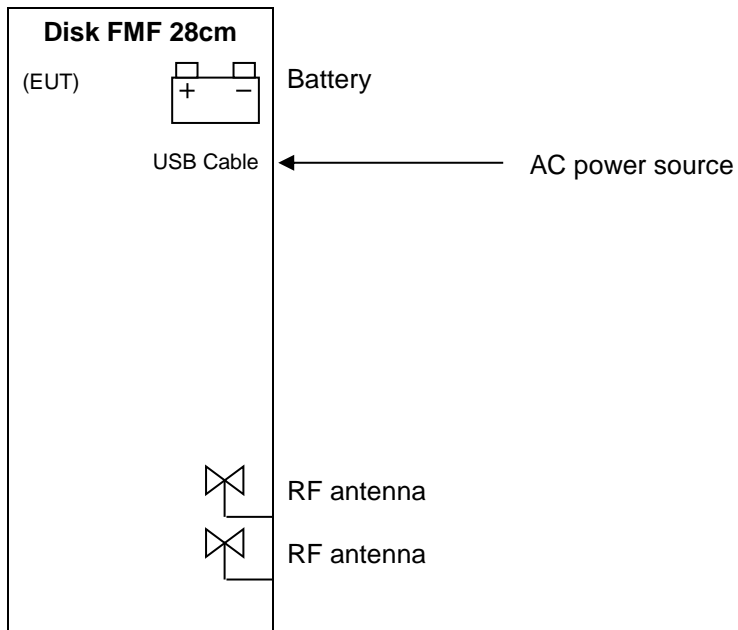 Disk FMF 28cm
(EUT)
+ −
Battery
USB Cable
AC power source
RF antenna
RF antenna